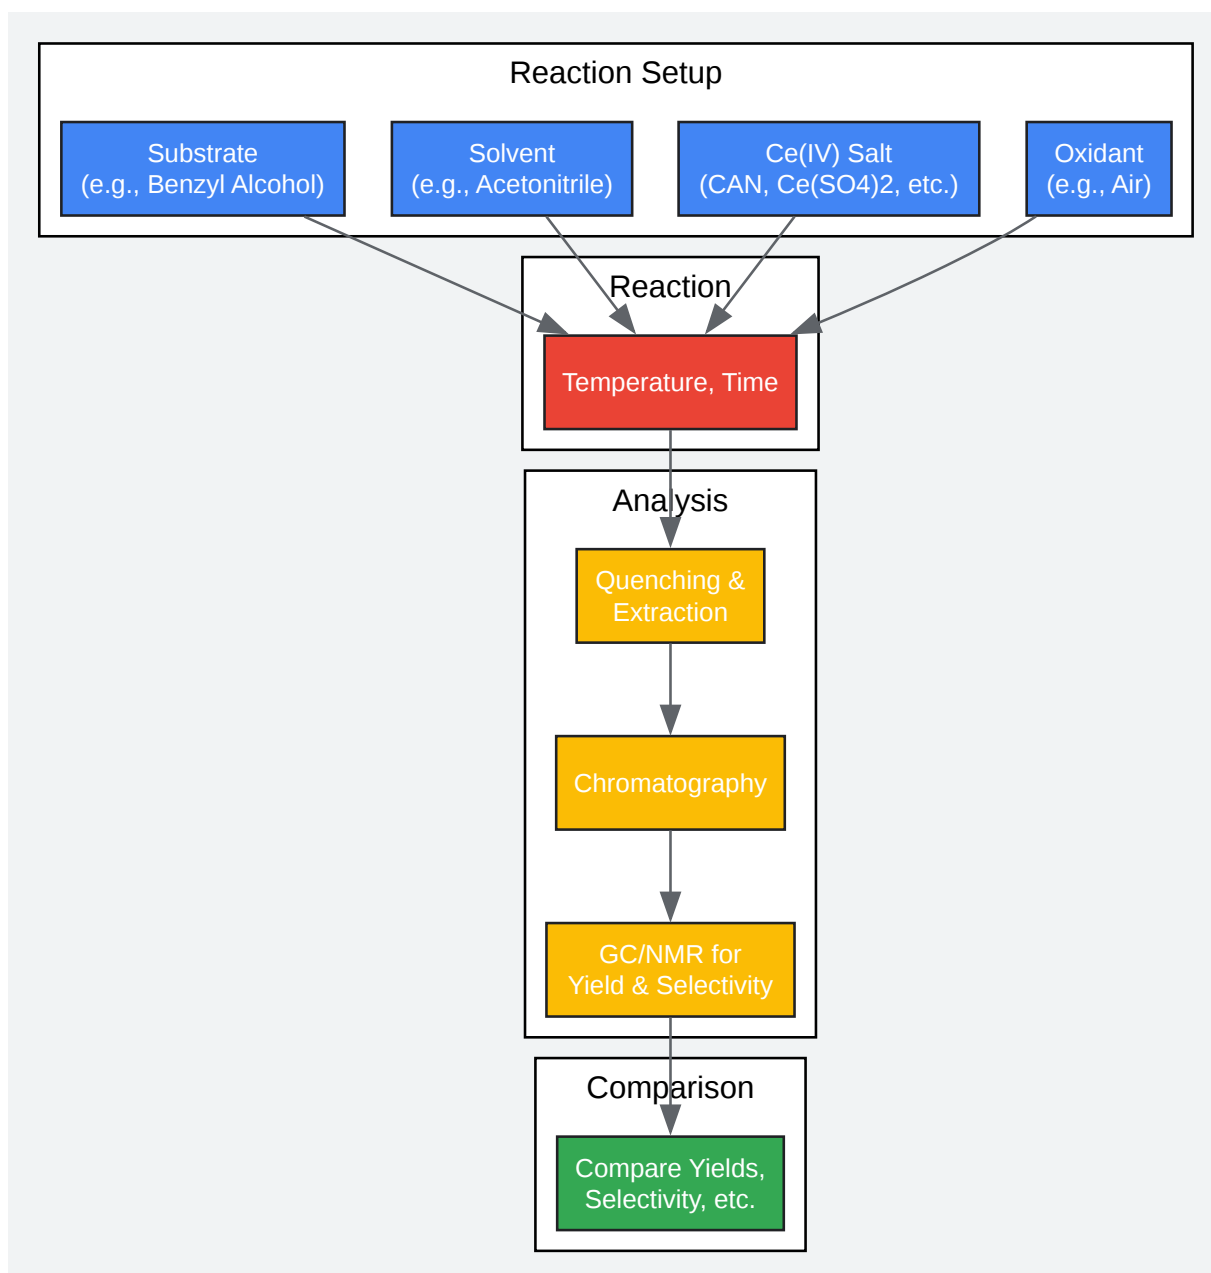 Reaction Setup
Substrate
(e.g., Benzyl Alcohol)
Solvent
(e.g., Acetonitrile)
Ce(IV) Salt
(CAN, Ce(SO4)2, etc.)
Oxidant
(e.g., Air)
Reaction
Temperature, Time
Analysis
Quenching &
Extraction
Chromatography
GC/NMR for
Yield & Selectivity
Comparison
Compare Yields,
Selectivity, etc.